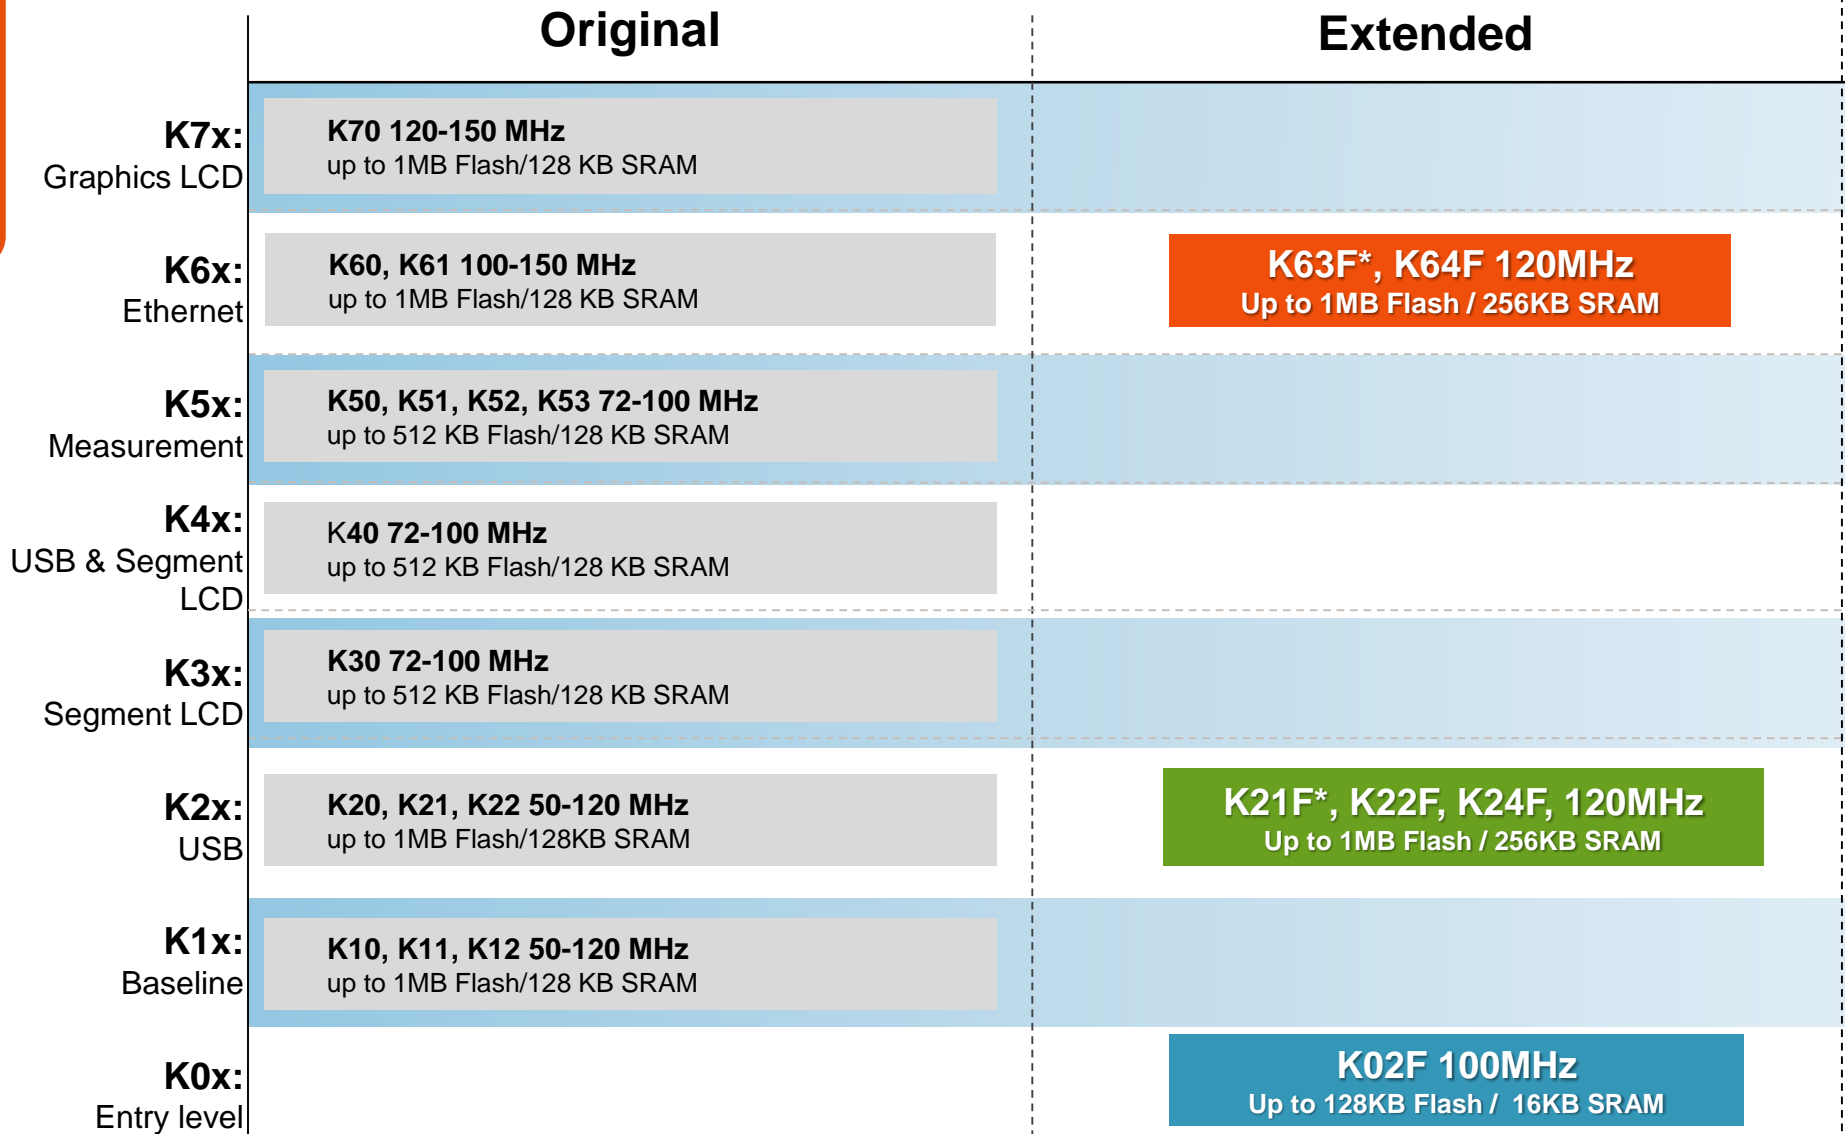 Original
Extended
K7x:
Graphics LCD
K70 120-150 MHz
up to 1MB Flash/128 KB SRAM
K6x:
Ethernet
K60, K61 100-150 MHz
up to 1MB Flash/128 KB SRAM
K63F*, K64F 120MHz
Up to 1MB Flash / 256KB SRAM
K5x:
Measurement
K50, K51, K52, K53 72-100 MHz
up to 512 KB Flash/128 KB SRAM
K4x:
USB & Segment
LCD
K40 72-100 MHz
up to 512 KB Flash/128 KB SRAM
K3x:
Segment LCD
K30 72-100 MHz
up to 512 KB Flash/128 KB SRAM
K2x:
USB
K20, K21, K22 50-120 MHz
up to 1MB Flash/128KB SRAM
K21F*, K22F, K24F, 120MHz
Up to 1MB Flash / 256KB SRAM
K1x:
Baseline
K10, K11, K12 50-120 MHz
up to 1MB Flash/128 KB SRAM
K0x:
Entry level
K02F 100MHz
Up to 128KB Flash / 16KB SRAM